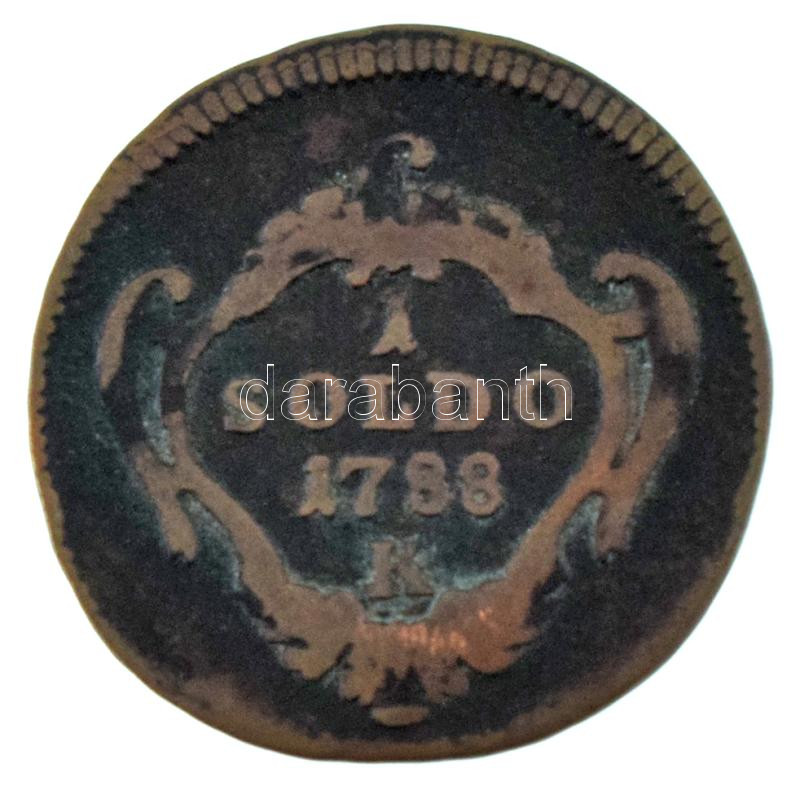 1
SOLDO
darabanth
1788
K